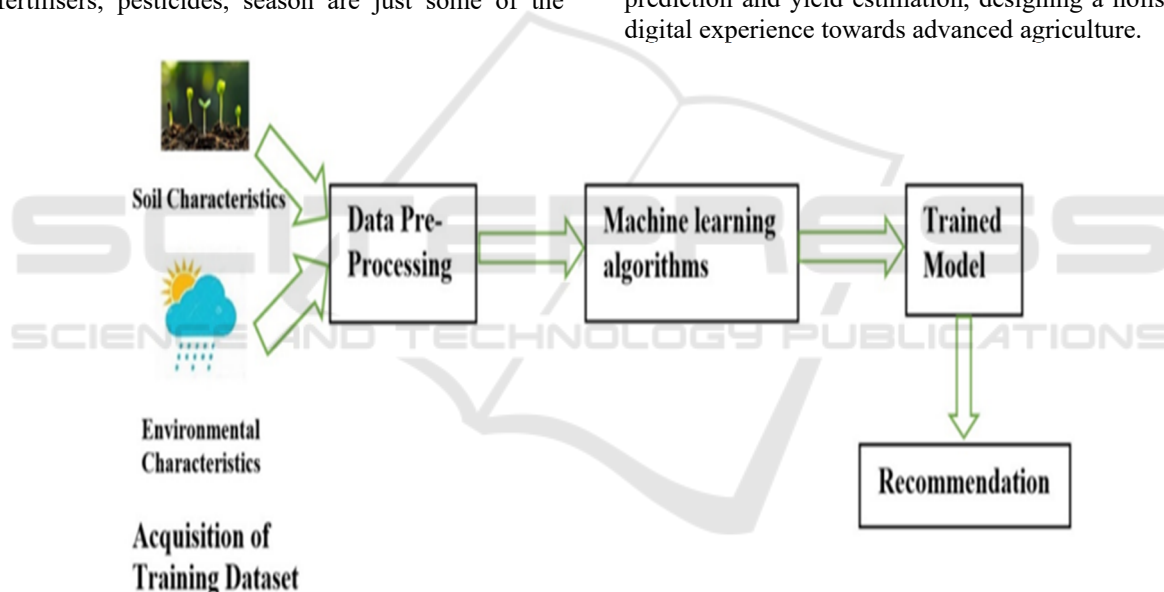 fertilisers, pesticides, season are just some of the
prediction and yield estimation, designing a
digital experience towards advanced agriculture.
Soil Characteristics
Environmental
Characteristics
Acquisition of
Training Dataset
Data Pre-
Processing
Machine learning
algorithms
Trained
Model
Recommendation
SCITEPRESS
SCIENCE AND TECHNOLOGY PUBLICATIONS